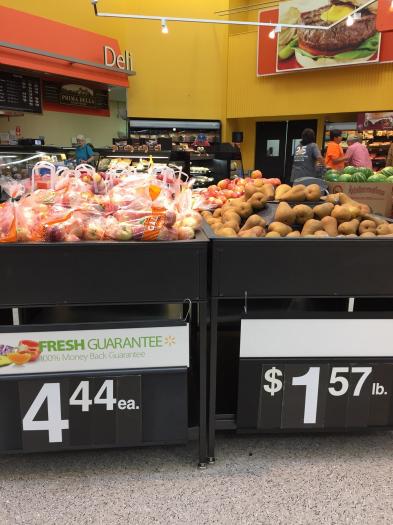 Deli
PRIMA DELLA
FRESH GUARANTEE
100% Money Back Guarantee
4 44 ea.
$1 57 lb.